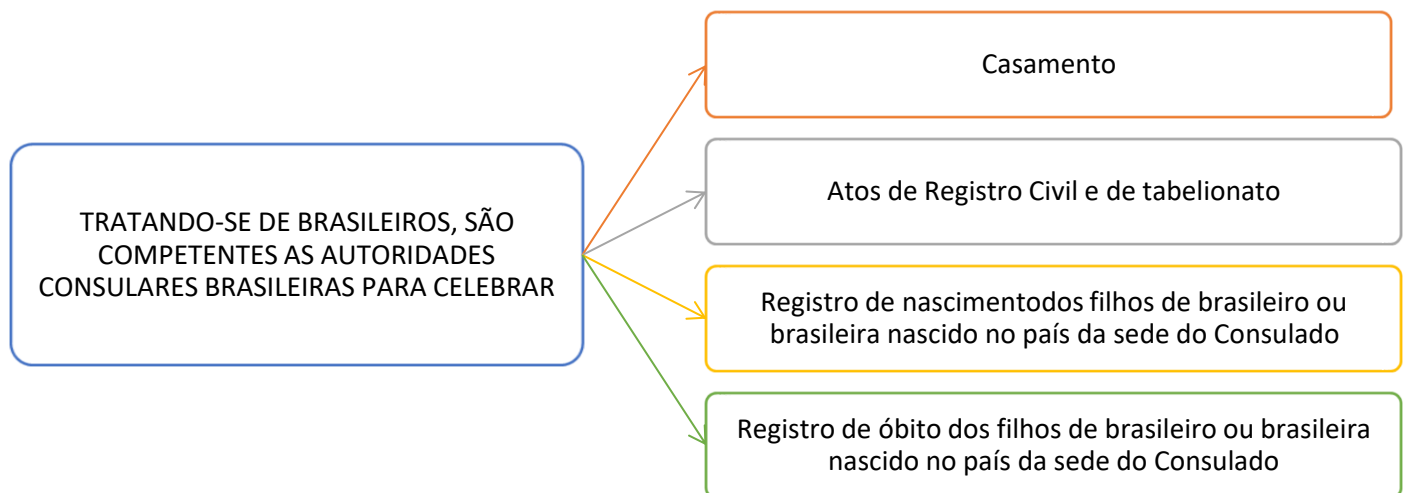 TRATANDO-SE DE BRASILEIROS, SÃO
COMPETENTES AS AUTORIDADES
CONSULARES BRASILEIRAS PARA CELEBRAR
Casamento
Atos de Registro Civil e de tabelionato
Registro de nascimentodos filhos de brasileiro ou
brasileira nascido no país da sede do Consulado
Registro de óbito dos filhos de brasileiro ou brasileira
nascido no país da sede do Consulado